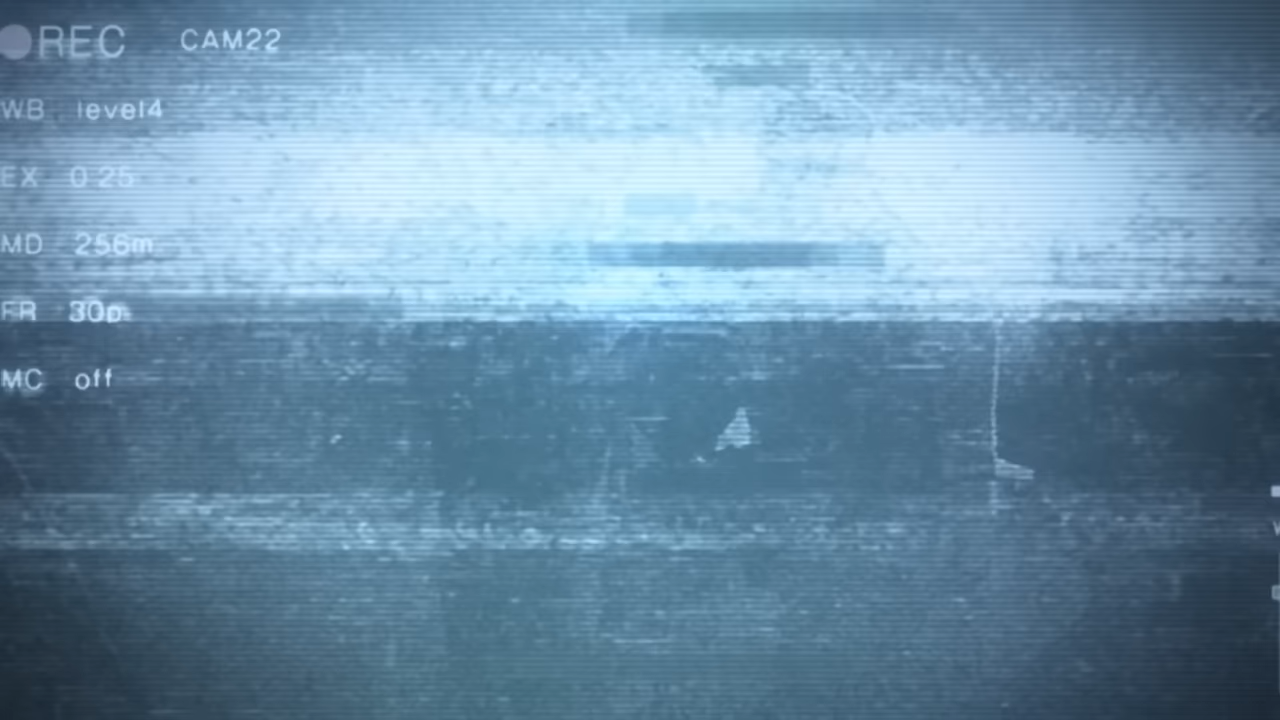 REC CAM22
WB level4
EX 0.25
MD 256m
FR 30p
MC off